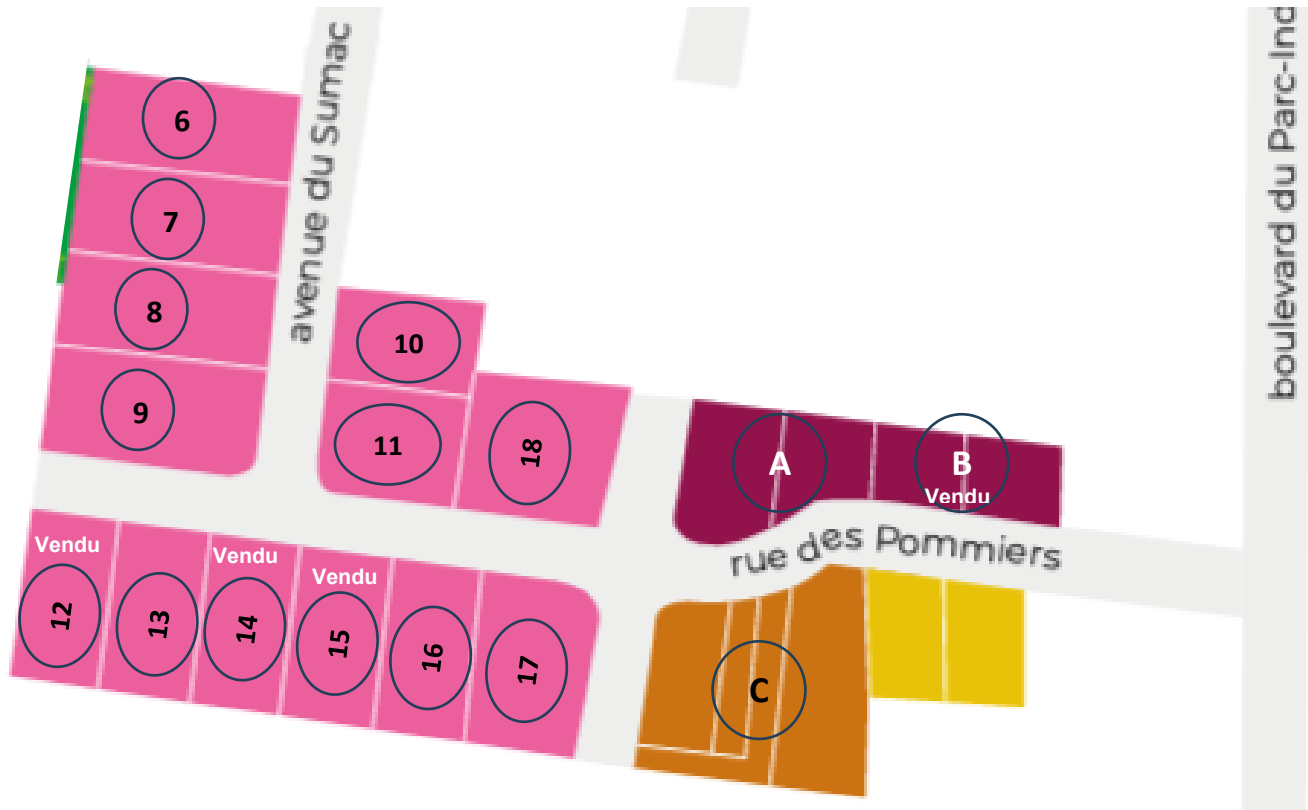 6
avenue du Sumac
boulevard du Parc-Ind
7
8
10
9
11
18
A
B
Vendu
rue des Pommiers
Vendu
12
13
Vendu
14
Vendu
15
16
17
C